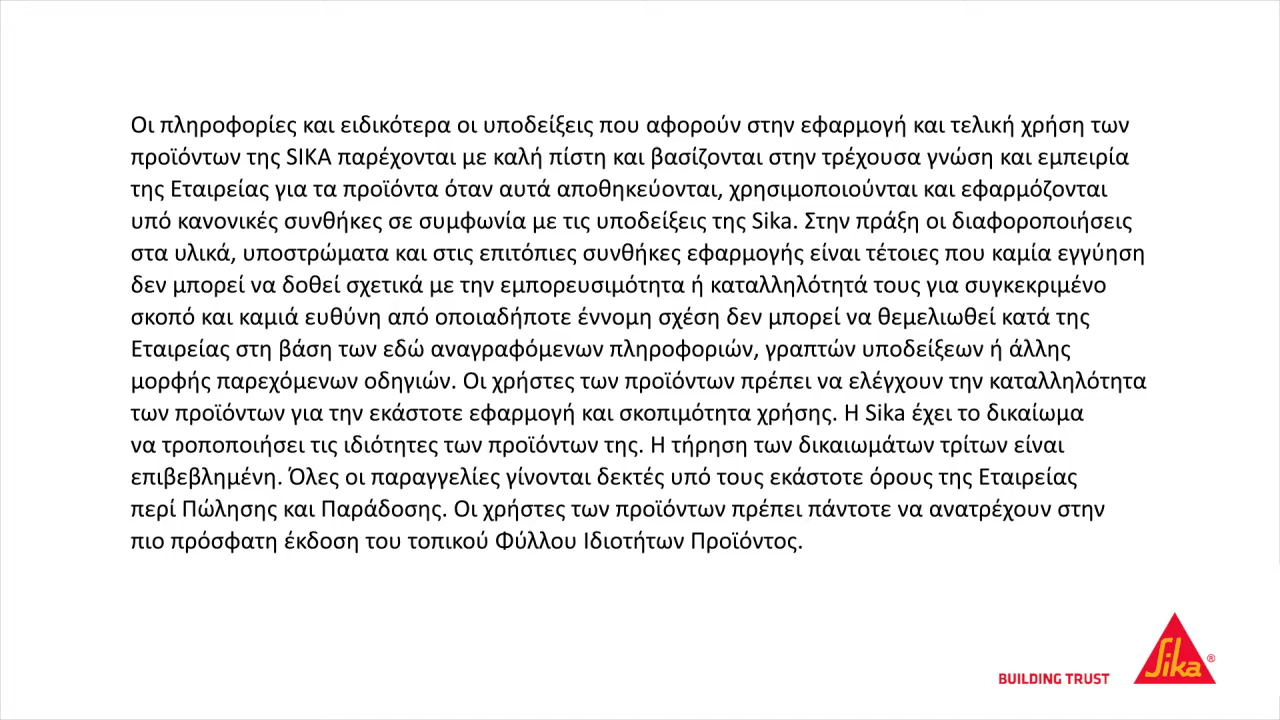 Οι πληροφορίες και ειδικότερα οι υποδείξεις που αφορούν στην εφαρμογή και τελική χρήση των
προϊόντων της SIKA παρέχονται με καλή πίστη και βασίζονται στην τρέχουσα γνώση και εμπειρία
της Εταιρείας για τα προϊόντα όταν αυτά αποθηκεύονται, χρησιμοποιούνται και εφαρμόζονται
υπό κανονικές συνθήκες σε συμφωνία με τις υποδείξεις της Sika. Στην πράξη οι διαφοροποιήσεις
στα υλικά, υποστρώματα και στις επιτόπιες συνθήκες εφαρμογής είναι τέτοιες που καμία εγγύηση
δεν μπορεί να δοθεί σχετικά με την εμπορευσιμότητα ή καταλληλότητά τους για συγκεκριμένο
σκοπό και καμιά ευθύνη από οποιαδήποτε έννομη σχέση δεν μπορεί να θεμελιωθεί κατά της
Εταιρείας στη βάση των εδώ αναγραφόμενων πληροφοριών, γραπτών υποδείξεων ή άλλης
μορφής παρεχόμενων οδηγιών. Οι χρήστες των προϊόντων πρέπει να ελέγχουν την καταλληλότητα
των προϊόντων για την εκάστοτε εφαρμογή και σκοπιμότητα χρήσης. Η Sika έχει το δικαίωμα
να τροποποιήσει τις ιδιότητες των προϊόντων της. Η τήρηση των δικαιωμάτων τρίτων είναι
επιβεβλημένη. Όλες οι παραγγελίες γίνονται δεκτές υπό τους εκάστοτε όρους της Εταιρείας
περί Πώλησης και Παράδοσης. Οι χρήστες των προϊόντων πρέπει πάντοτε να ανατρέχουν στην
πιο πρόσφατη έκδοση του τοπικού Φύλλου Ιδιοτήτων Προϊόντος.
BUILDING TRUST
Sika®